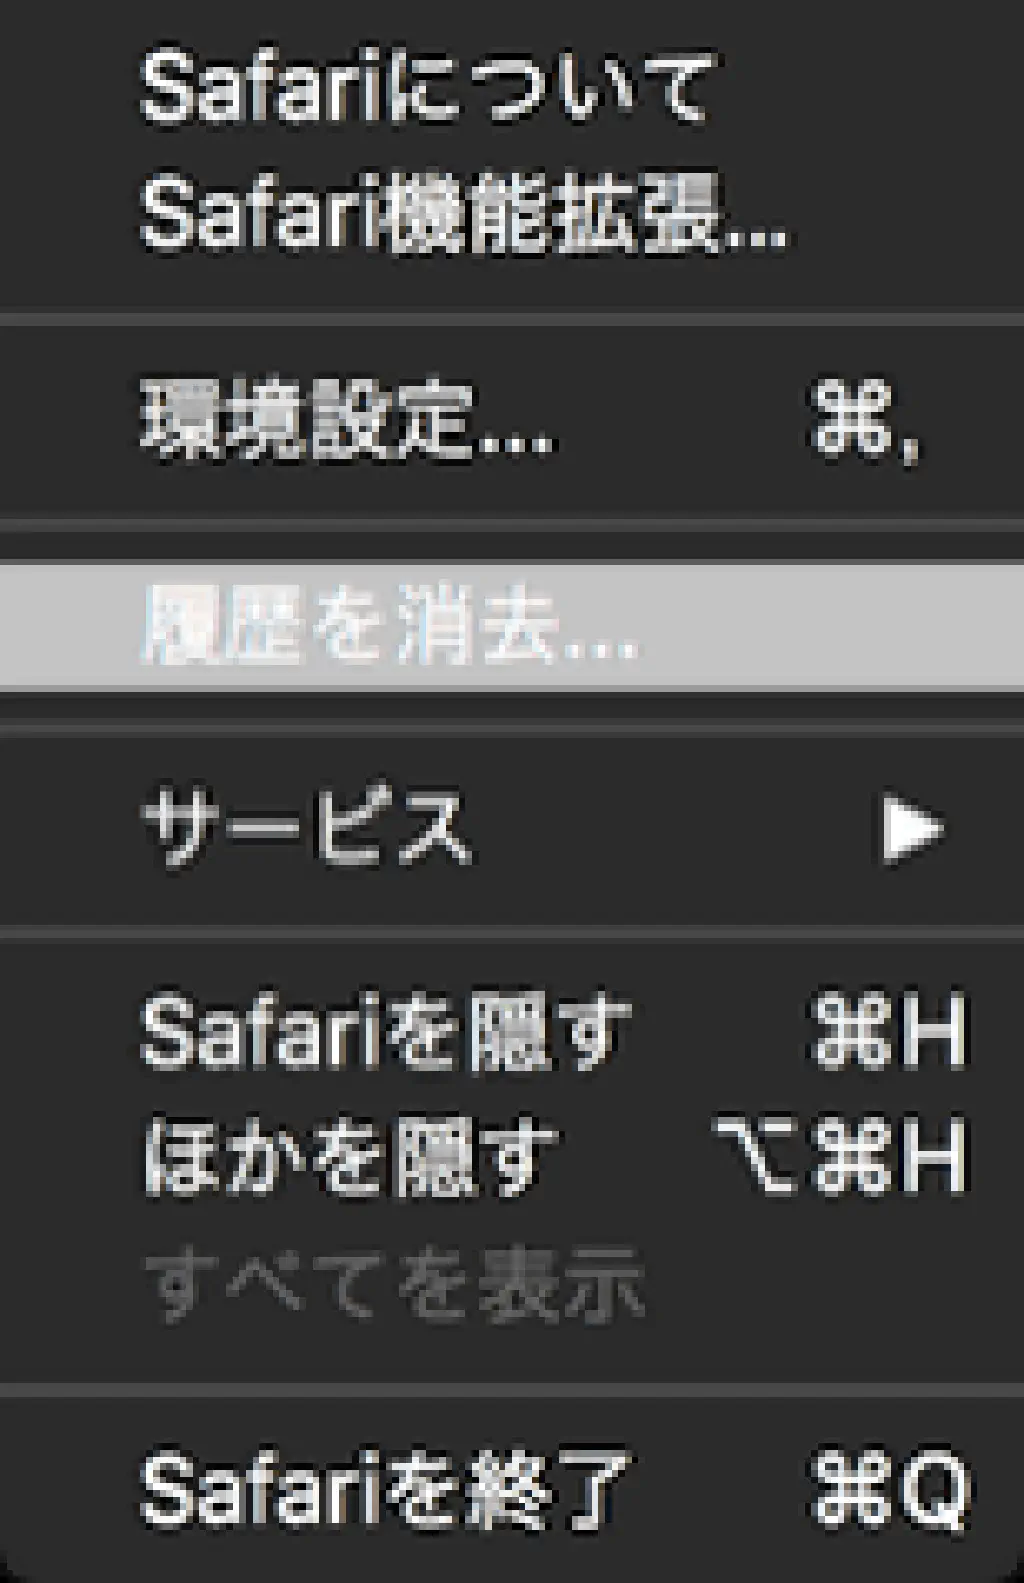 Safariについて
Safari機能拡張...
環境設定... ⌘,
履歴を消去...
サービス ▶
Safariを隠す ⌘H
ほかを隠す ⌥⌘H
すべてを表示
Safariを終了 ⌘Q